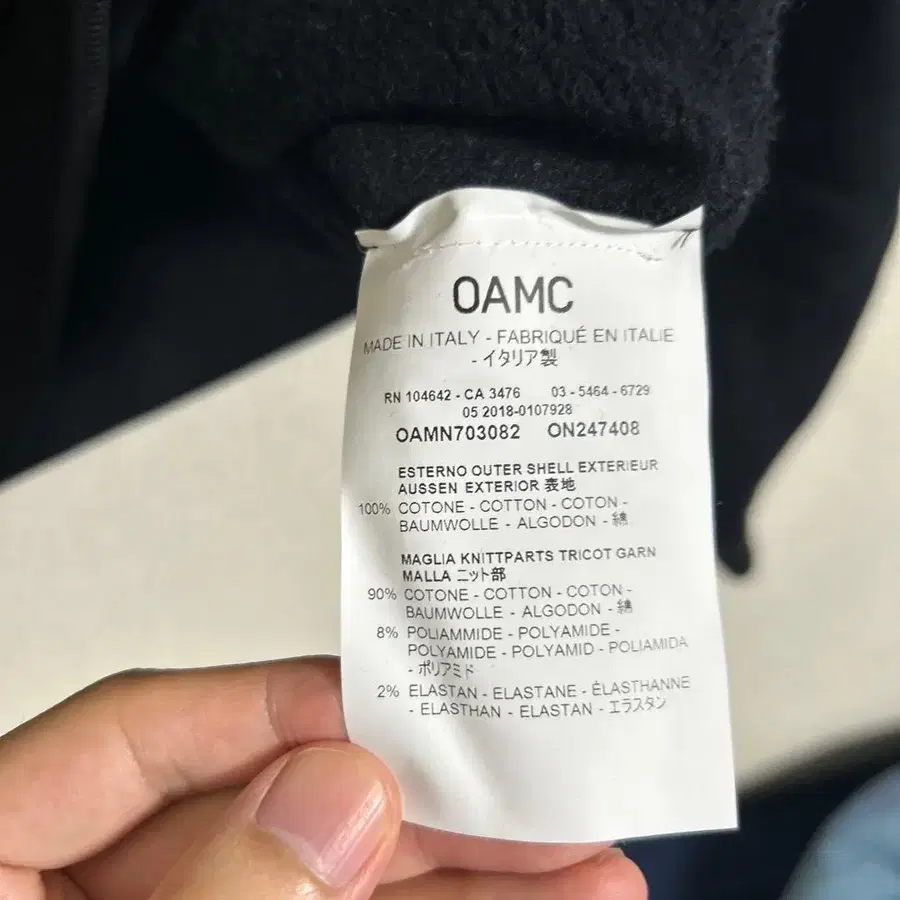 OAMC
MADE IN ITALY - FABRIQUÉ EN ITALIE
- イタリア製
RN 104642 - CA 3476 03 - 5464 - 6729
05 2018-0107928
OAMN703082 ON247408
ESTERNO OUTER SHELL EXTERIEUR
AUSSEN EXTERIOR 表地
100% COTONE - COTTON - COTON -
BAUMWOLLE - ALGODON - 綿
MAGLIA KNITTPARTS TRICOT GARN
MALLA ニット部
90% COTONE - COTTON - COTON -
BAUMWOLLE - ALGODON - 綿
8% POLIAMMIDE - POLYAMIDE -
POLYAMIDE - POLYAMID - POLIAMIDA
- ポリアミド
2% ELASTAN - ELASTANE - ÉLASTHANNE
- ELASTHAN - ELASTAN - エラスタン